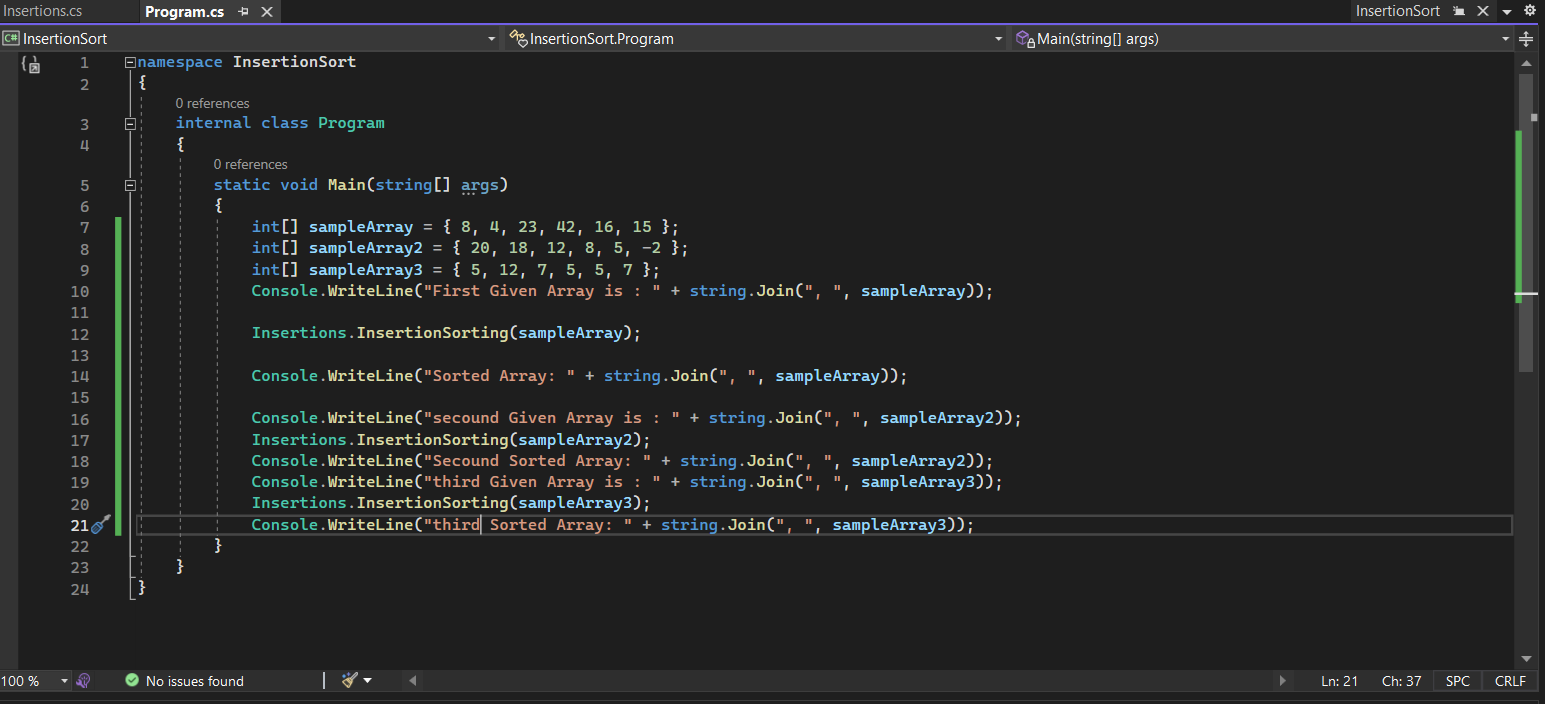 Insertions.cs Program.cs InsertionSort
C# InsertionSort InsertionSort.Program Main(string[] args)
1 namespace InsertionSort
2 {
0 references
3 internal class Program
4 {
0 references
5 static void Main(string[] args)
6 {
7 int[] sampleArray = { 8, 4, 23, 42, 16, 15 };
8 int[] sampleArray2 = { 20, 18, 12, 8, 5, -2 };
9 int[] sampleArray3 = { 5, 12, 7, 5, 5, 7 };
10 Console.WriteLine("First Given Array is : " + string.Join(", ", sampleArray));
11
12 Insertions.InsertionSorting(sampleArray);
13
14 Console.WriteLine("Sorted Array: " + string.Join(", ", sampleArray));
15
16 Console.WriteLine("secound Given Array is : " + string.Join(", ", sampleArray2));
17 Insertions.InsertionSorting(sampleArray2);
18 Console.WriteLine("Secound Sorted Array: " + string.Join(", ", sampleArray2));
19 Console.WriteLine("third Given Array is : " + string.Join(", ", sampleArray3));
20 Insertions.InsertionSorting(sampleArray3);
21 Console.WriteLine("third Sorted Array: " + string.Join(", ", sampleArray3));
22 }
23 }
24 }
100 % No issues found Ln: 21 Ch: 37 SPC CRLF